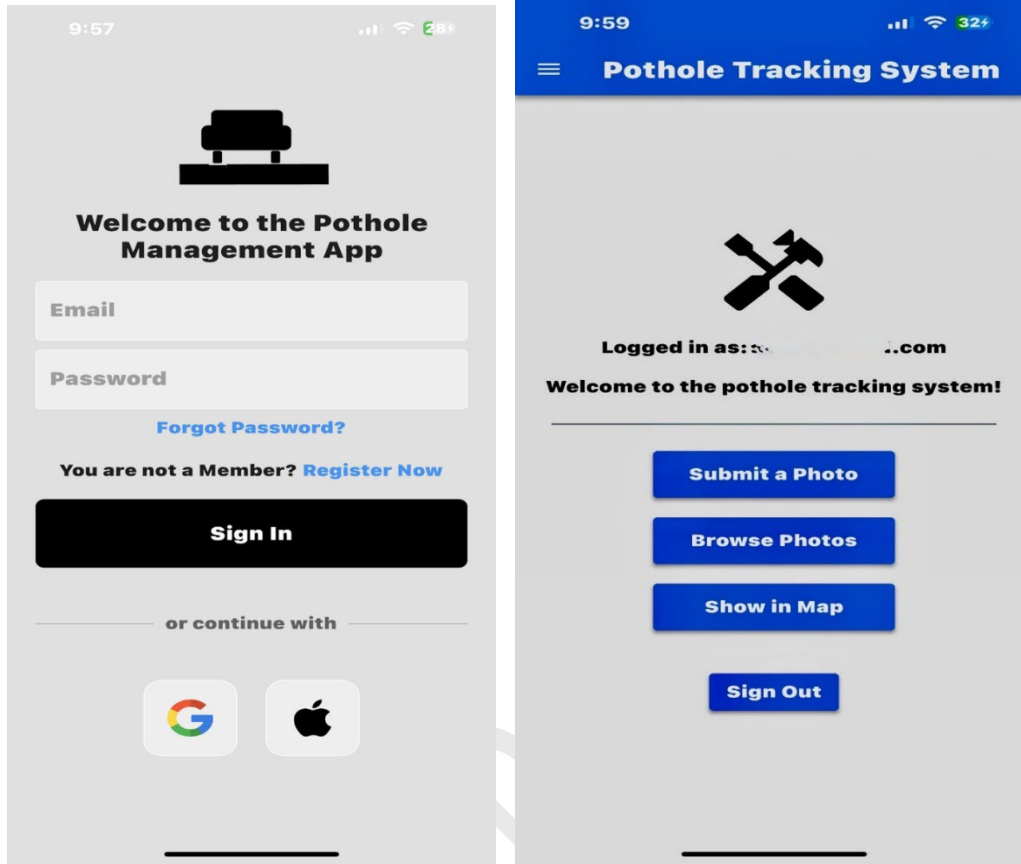 9:57
28
Welcome to the Pothole
Management App
Email
Password
Forgot Password?
You are not a Member? Register Now
Sign In
or continue with
G
9:59
32
Pothole Tracking System
Logged in as: .com
Welcome to the pothole tracking system!
Submit a Photo
Browse Photos
Show in Map
Sign Out